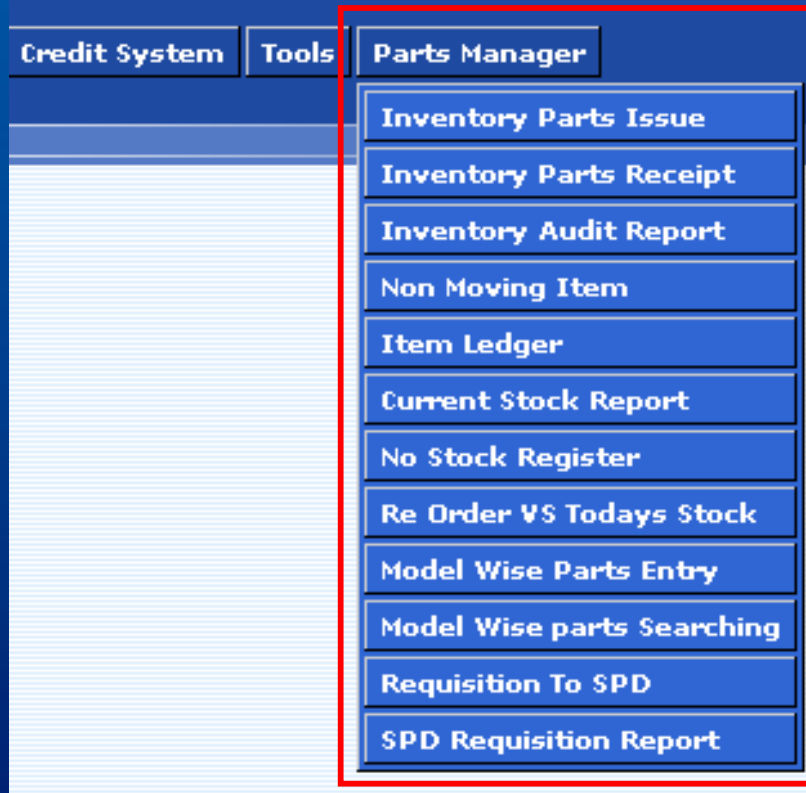 Credit System Tools Parts Manager
Inventory Parts Issue
Inventory Parts Receipt
Inventory Audit Report
Non Moving Item
Item Ledger
Current Stock Report
No Stock Register
Re Order VS Todays Stock
Model Wise Parts Entry
Model Wise parts Searching
Requisition To SPD
SPD Requisition Report